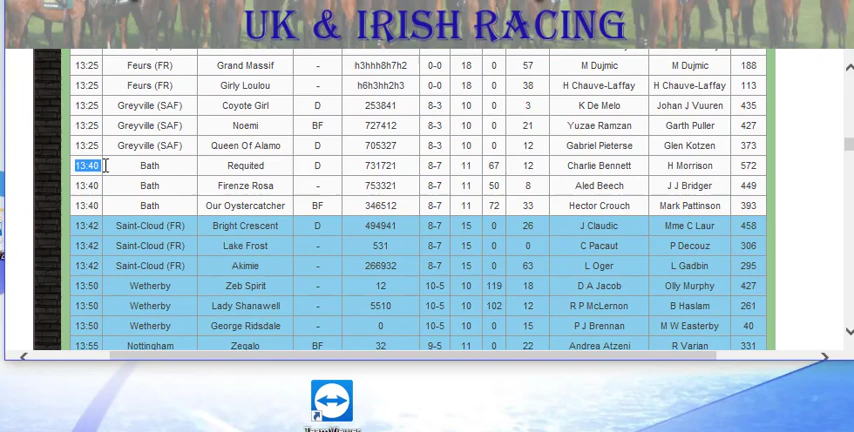 UK & IRISH RACING
13:25 Feurs (FR) Grand Massif - h3hhh8h7h2 0-0 18 0 57 M Dujmic M Dujmic 188
13:25 Feurs (FR) Girly Loulou - h6h3hh2h3 0-0 18 0 38 H Chauve-Laffay H Chauve-Laffay 113
13:25 Greyville (SAF) Coyote Girl D 253841 8-3 10 0 3 K De Melo Johan J Vuuren 435
13:25 Greyville (SAF) Noemi BF 727412 8-3 10 0 21 Yuzae Ramzan Garth Puller 427
13:25 Greyville (SAF) Queen Of Alamo D 705327 8-3 10 0 12 Gabriel Pieterse Glen Kotzen 373
13:40 Bath Requited D 731721 8-7 11 67 12 Charlie Bennett H Morrison 572
13:40 Bath Firenze Rosa - 753321 8-7 11 50 8 Aled Beech J J Bridger 449
13:40 Bath Our Oystercatcher BF 346512 8-7 11 72 33 Hector Crouch Mark Pattinson 393
13:42 Saint-Cloud (FR) Bright Crescent D 494941 8-7 15 0 26 J Claudic Mme C Laur 458
13:42 Saint-Cloud (FR) Lake Frost - 531 8-7 15 0 0 C Pacaut P Decouz 306
13:42 Saint-Cloud (FR) Akimie - 266932 8-7 15 0 63 L Oger L Gadbin 295
13:50 Wetherby Zeb Spirit - 12 10-5 10 119 18 D A Jacob Olly Murphy 427
13:50 Wetherby Lady Shanawell - 5510 10-5 10 102 12 R P McLernon B Haslam 261
13:50 Wetherby George Ridsdale - 0 10-5 10 0 15 P J Brennan M W Easterby 40
13:55 Nottingham Zegalo BF 32 9-5 11 0 22 Andrea Atzeni R Varian 331